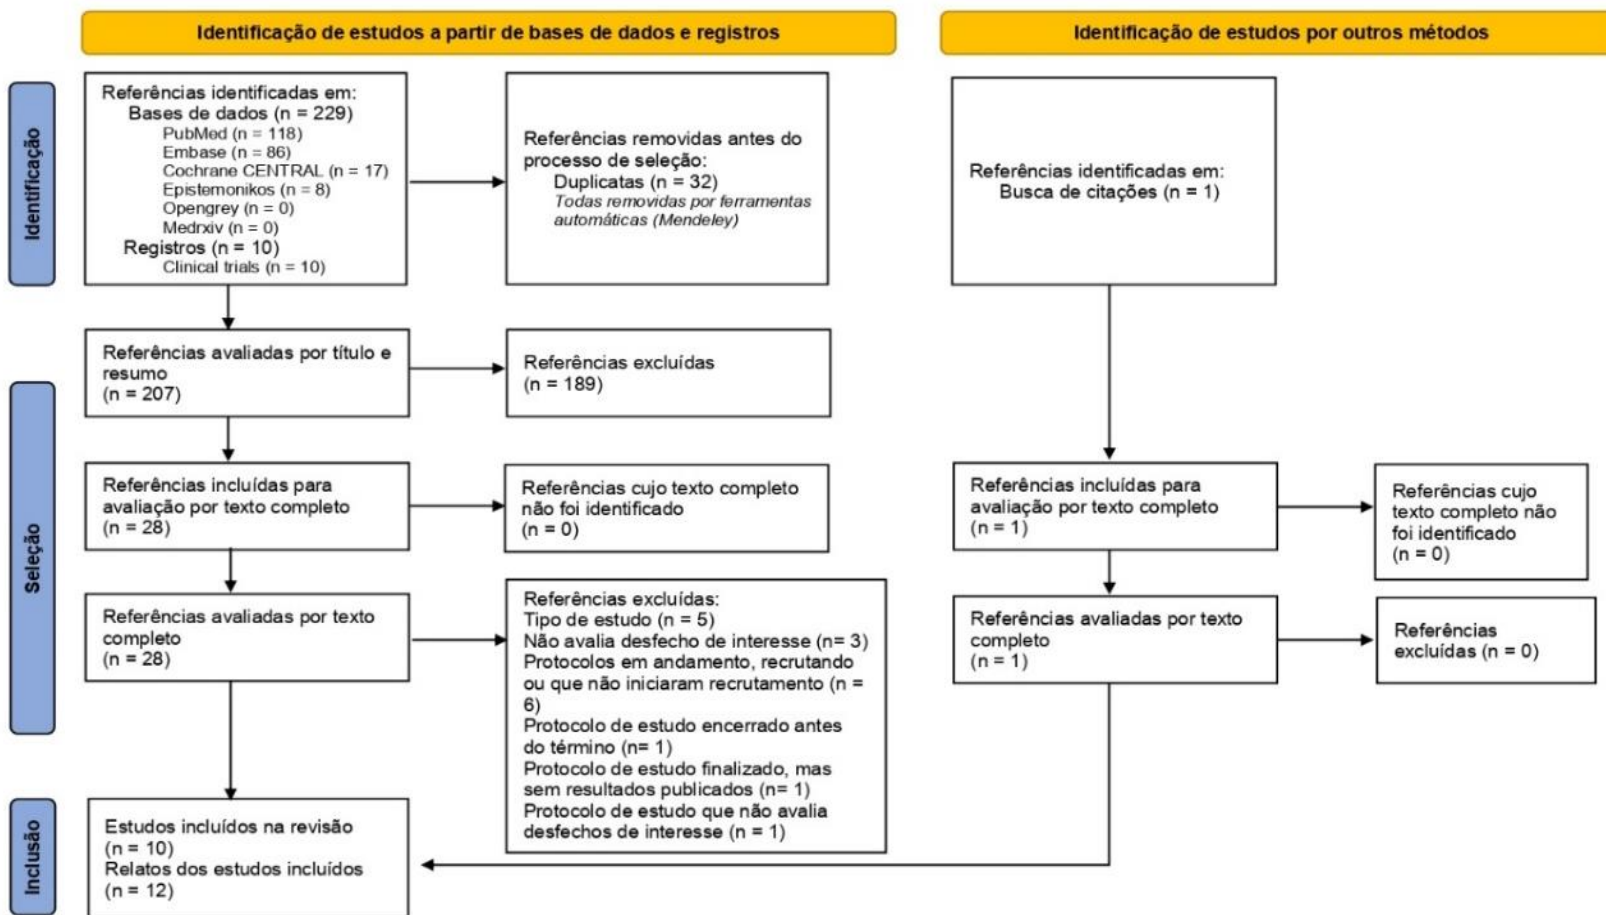 Identificação de estudos a partir de bases de dados e registros
Identificação de estudos por outros métodos
Identificação
Referências identificadas em:
Bases de dados (n = 229)
PubMed (n = 118)
Embase (n = 86)
Cochrane CENTRAL (n = 17)
Epistemonikos (n = 8)
Opengrey (n = 0)
Medrxiv (n = 0)
Registros (n = 10)
Clinical trials (n = 10)
Referências removidas antes do
processo de seleção:
Duplicatas (n = 32)
Todas removidas por ferramentas
automáticas (Mendeley)
Referências identificadas em:
Busca de citações (n = 1)
Seleção
Referências avaliadas por título e
resumo
(n = 207)
Referências excluídas
(n = 189)
Referências incluídas para
avaliação por texto completo
(n = 28)
Referências cujo texto completo
não foi identificado
(n = 0)
Referências incluídas para
avaliação por texto completo
(n = 1)
Referências cujo
texto completo não
foi identificado
(n = 0)
Referências avaliadas por texto
completo
(n = 28)
Referências excluídas:
Tipo de estudo (n = 5)
Não avalia desfecho de interesse (n= 3)
Protocolos em andamento, recrutando
ou que não iniciaram recrutamento (n =
6)
Protocolo de estudo encerrado antes
do término (n= 1)
Protocolo de estudo finalizado, mas
sem resultados publicados (n= 1)
Protocolo de estudo que não avalia
desfechos de interesse (n = 1)
Referências avaliadas por texto
completo
(n = 1)
Referências
excluídas (n = 0)
Inclusão
Estudos incluídos na revisão
(n = 10)
Relatos dos estudos incluídos
(n = 12)